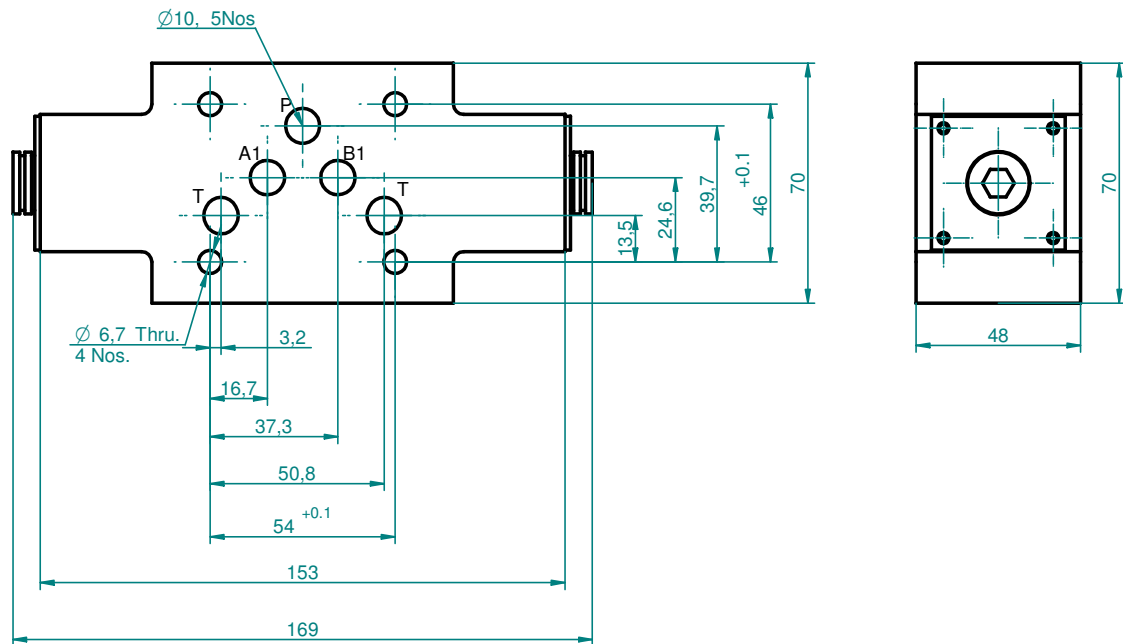 ∅10, 5Nos
P
A1
B1
T
T
∅ 6,7 Thru.
4 Nos.
3,2
16,7
37,3
50,8
54 +0.1
153
169
13,5
24,6
39,7
46 +0.1
70
70
48